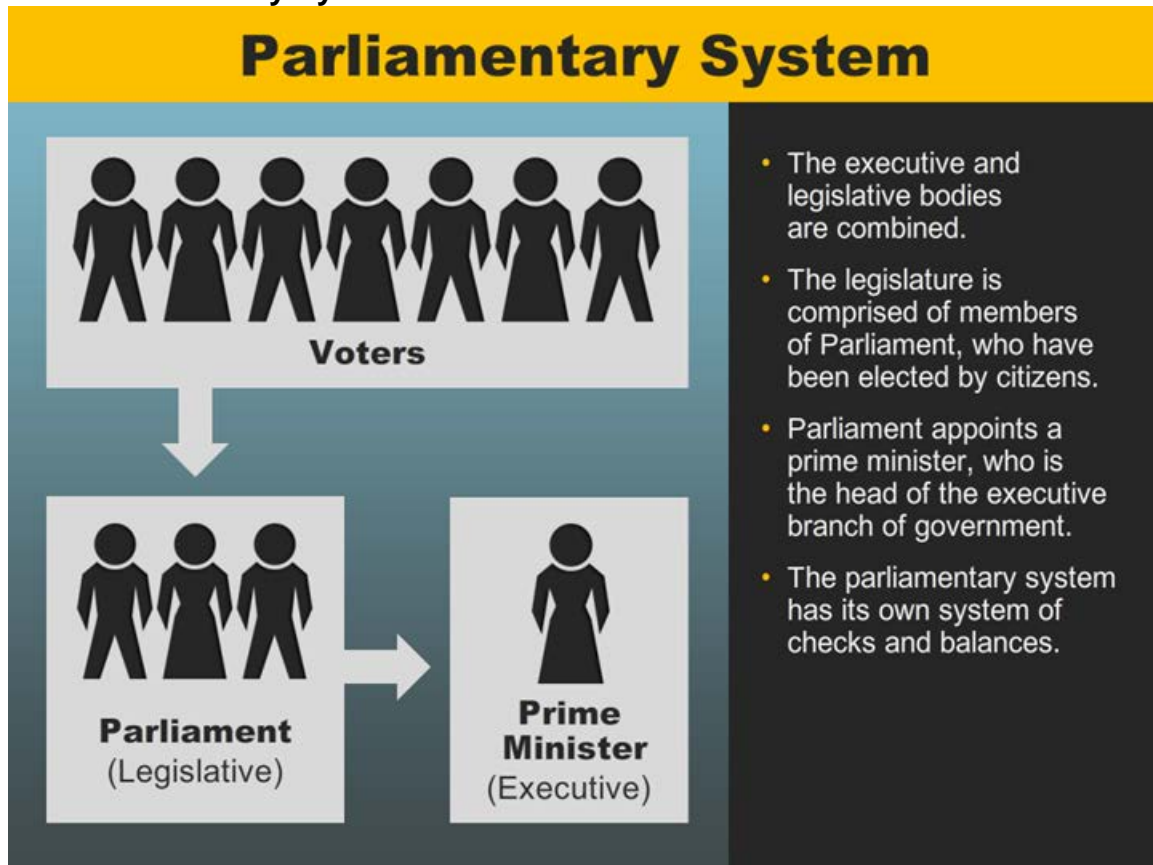 Parliamentary System
Voters
Parliament
(Legislative)
Prime
Minister
(Executive)
• The executive and
legislative bodies
are combined.
• The legislature is
comprised of members
of Parliament, who have
been elected by citizens.
• Parliament appoints a
prime minister, who is
the head of the executive
branch of government.
• The parliamentary system
has its own system of
checks and balances.